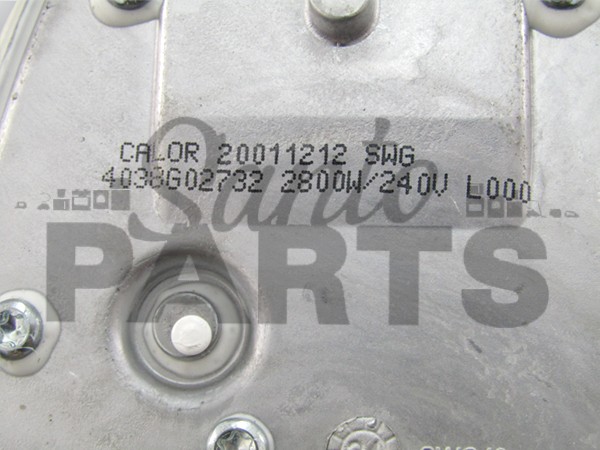 CALOR 20011212 SWG
4038G02732 2800W/240V L000
Santo
PARTS